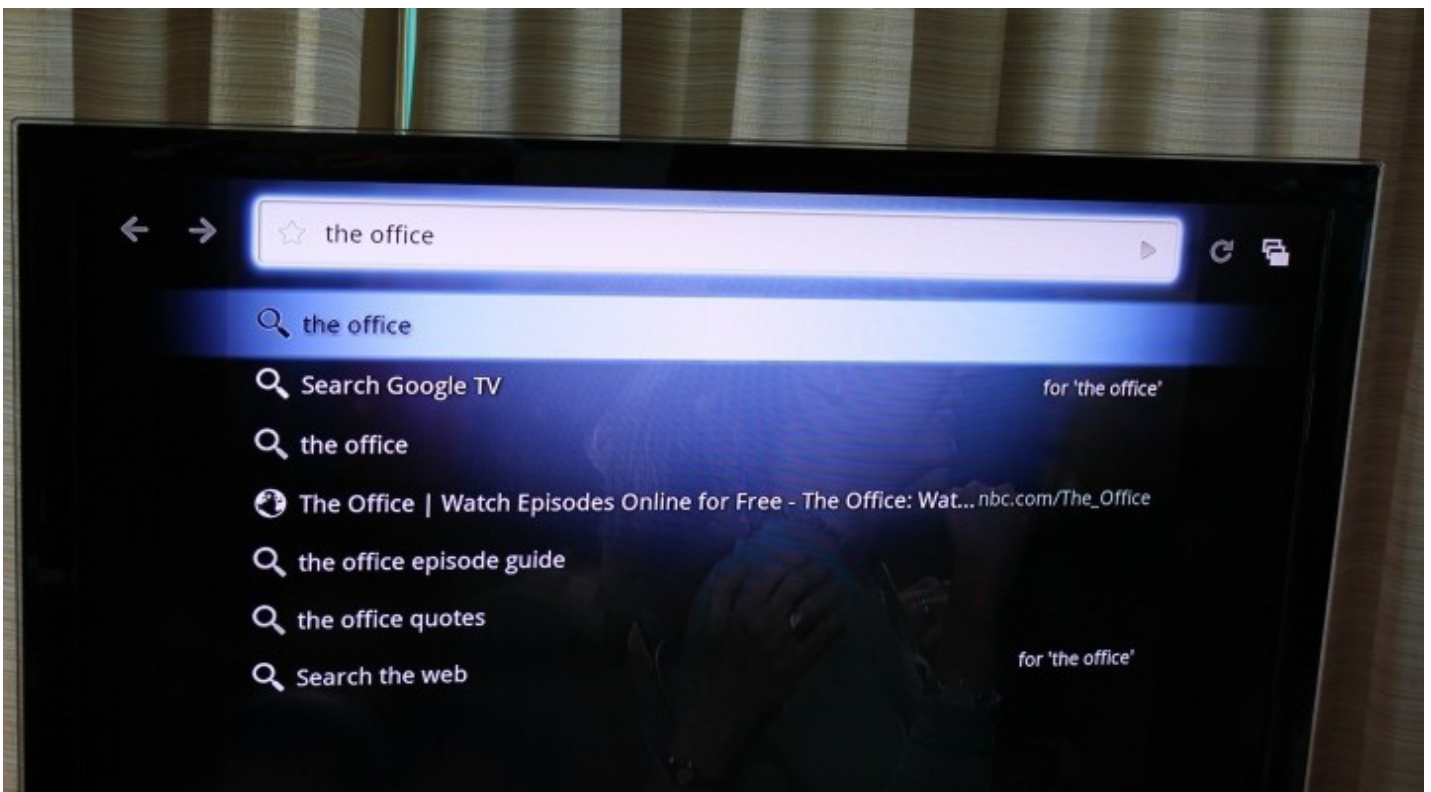 the office
the office
Search Google TV for 'the office'
the office
The Office | Watch Episodes Online for Free - The Office: Wat... nbc.com/The_Office
the office episode guide
the office quotes
Search the web for 'the office'